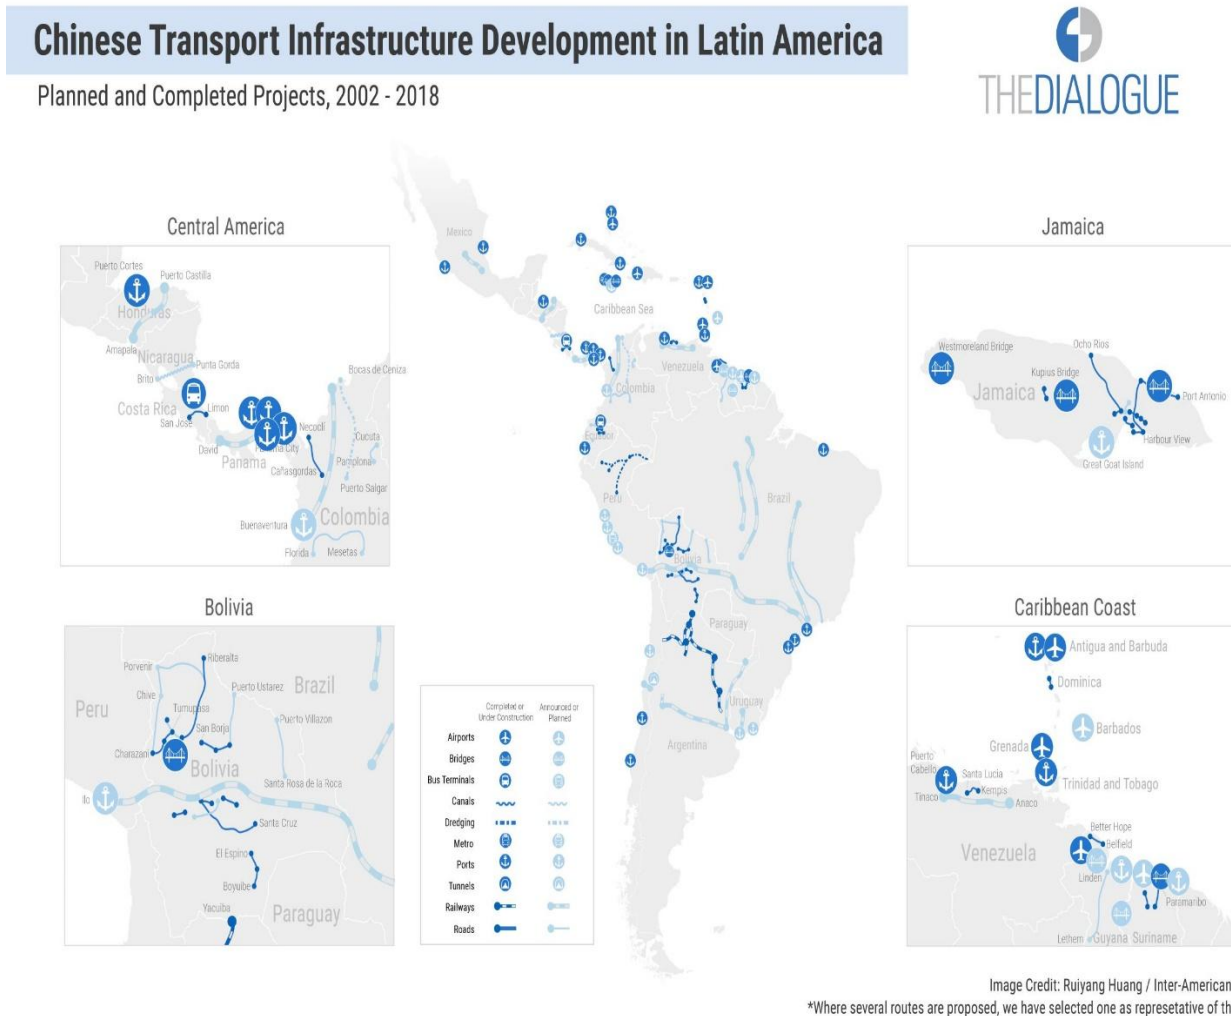 Chinese Transport Infrastructure Development in Latin America
Planned and Completed Projects, 2002 - 2018
THEDIALOGUE
Central America
Puerto Cortes
Puerto Castilla
Honduras
Amapala
Nicaragua
Punta Gorda
Brito
Bocas de Ceniza
Costa Rica
Limon
San Jose
Necocli
David
Panama City
Cucuta
Panama
Cañasgordas
Pamplona
Puerto Salgar
Buenaventura
Colombia
Florida
Mesetas
Mexico
Caribbean Sea
Venezuela
Colombia
Ecuador
Peru
Brazil
Bolivia
Paraguay
Uruguay
Argentina
Jamaica
Westmoreland Bridge
Ocho Rios
Kupius Bridge
Jamaica
Port Antonio
Harbour View
Great Goat Island
Bolivia
Riberalta
Porvenir
Brazil
Chive
Puerto Ustarez
Peru
Tumupasa
San Borja
Puerto Villazon
Charazani
Bolivia
Santa Rosa de la Roca
Ilo
Santa Cruz
El Espino
Boyuibe
Yacuiba
Paraguay
Completed or
Under Construction
Announced or
Planned
Airports
Bridges
Bus Terminals
Canals
Dredging
Metro
Ports
Tunnels
Railways
Roads
Caribbean Coast
Antigua and Barbuda
Dominica
Barbados
Grenada
Puerto
Cabello
Santa Lucia
Kempis
Trinidad and Tobago
Tinaco
Anaco
Better Hope
Belfield
Venezuela
Linden
Paramaribo
Lethem
Guyana
Suriname
Image Credit: Ruiyang Huang / Inter-American
*Where several routes are proposed, we have selected one as represetative of th